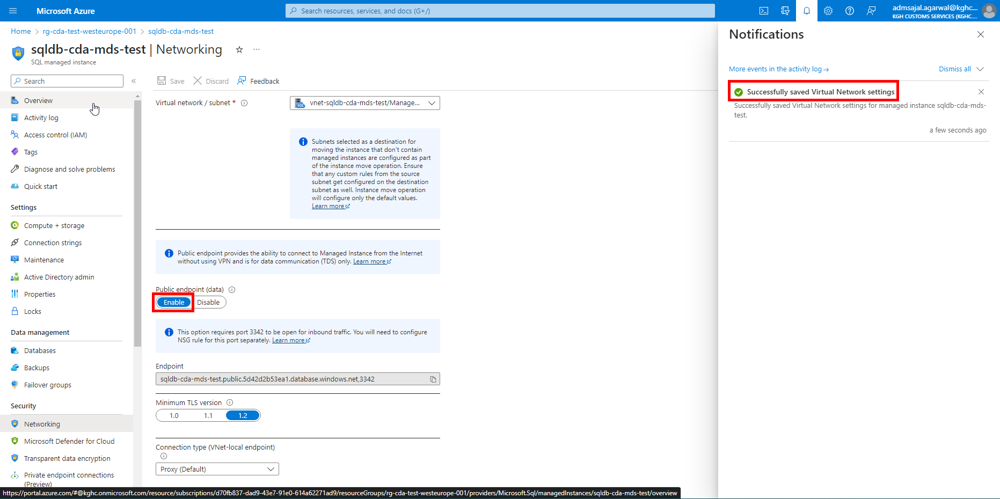 Microsoft Azure
Search resources, services, and docs (G+/)
admsajal.agarwal@kghc...
KGH CUSTOMS SERVICES (KGHC....
Home > rg-cda-test-westeurope-001 > sqldb-cda-mds-test
sqldb-cda-mds-test | Networking
SQL managed instance
Search
Overview
Activity log
Access control (IAM)
Tags
Diagnose and solve problems
Quick start
Settings
Compute + storage
Connection strings
Maintenance
Active Directory admin
Properties
Locks
Data management
Databases
Backups
Failover groups
Security
Networking
Microsoft Defender for Cloud
Transparent data encryption
Private endpoint connections
(Preview)
Save Discard Feedback
Virtual network / subnet *
vnet-sqldb-cda-mds-test/Manage...
Subnets selected as a destination for
moving the instance that don't contain
managed instances are configured as part
of the instance move operation. Ensure
that any custom rules from the source
subnet get configured on the destination
subnet as well. Instance move operation
will configure only the default values.
Learn more
Public endpoint provides the ability to connect to Managed Instance from the Internet
without using VPN and is for data communication (TDS) only. Learn more
Public endpoint (data)
Enable Disable
This option requires port 3342 to be open for inbound traffic. You will need to configure
NSG rule for this port separately. Learn more
Endpoint
sqldb-cda-mds-test.public.5d42d2b53ea1.database.windows.net,3342
Minimum TLS version
1.0 1.1 1.2
Connection type (VNet-local endpoint)
Proxy (Default)
Notifications
More events in the activity log →
Dismiss all
Successfully saved Virtual Network settings
Successfully saved Virtual Network settings for managed instance sqldb-cda-mds-
test.
a few seconds ago
https://portal.azure.com/#@kghc.onmicrosoft.com/resource/subscriptions/d70fb837-dad9-43e7-91e0-614a62271ad9/resourceGroups/rg-cda-test-westeurope-001/providers/Microsoft.Sql/managedInstances/sqldb-cda-mds-test/overview